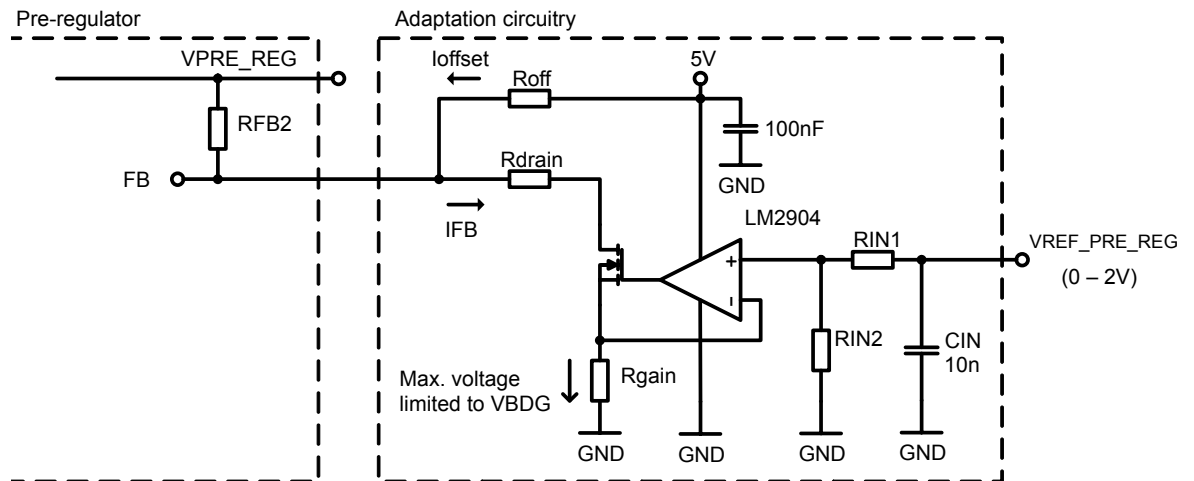 Pre-regulator
Adaptation circuitry
VPRE_REG
Ioffset
Roff
5V
RFB2
100nF
GND
FB
Rdrain
IFB
LM2904
RIN1
VREF_PRE_REG
(0 – 2V)
+
-
RIN2
CIN
10n
Rgain
Max. voltage
limited to VBDG
GND
GND
GND
GND